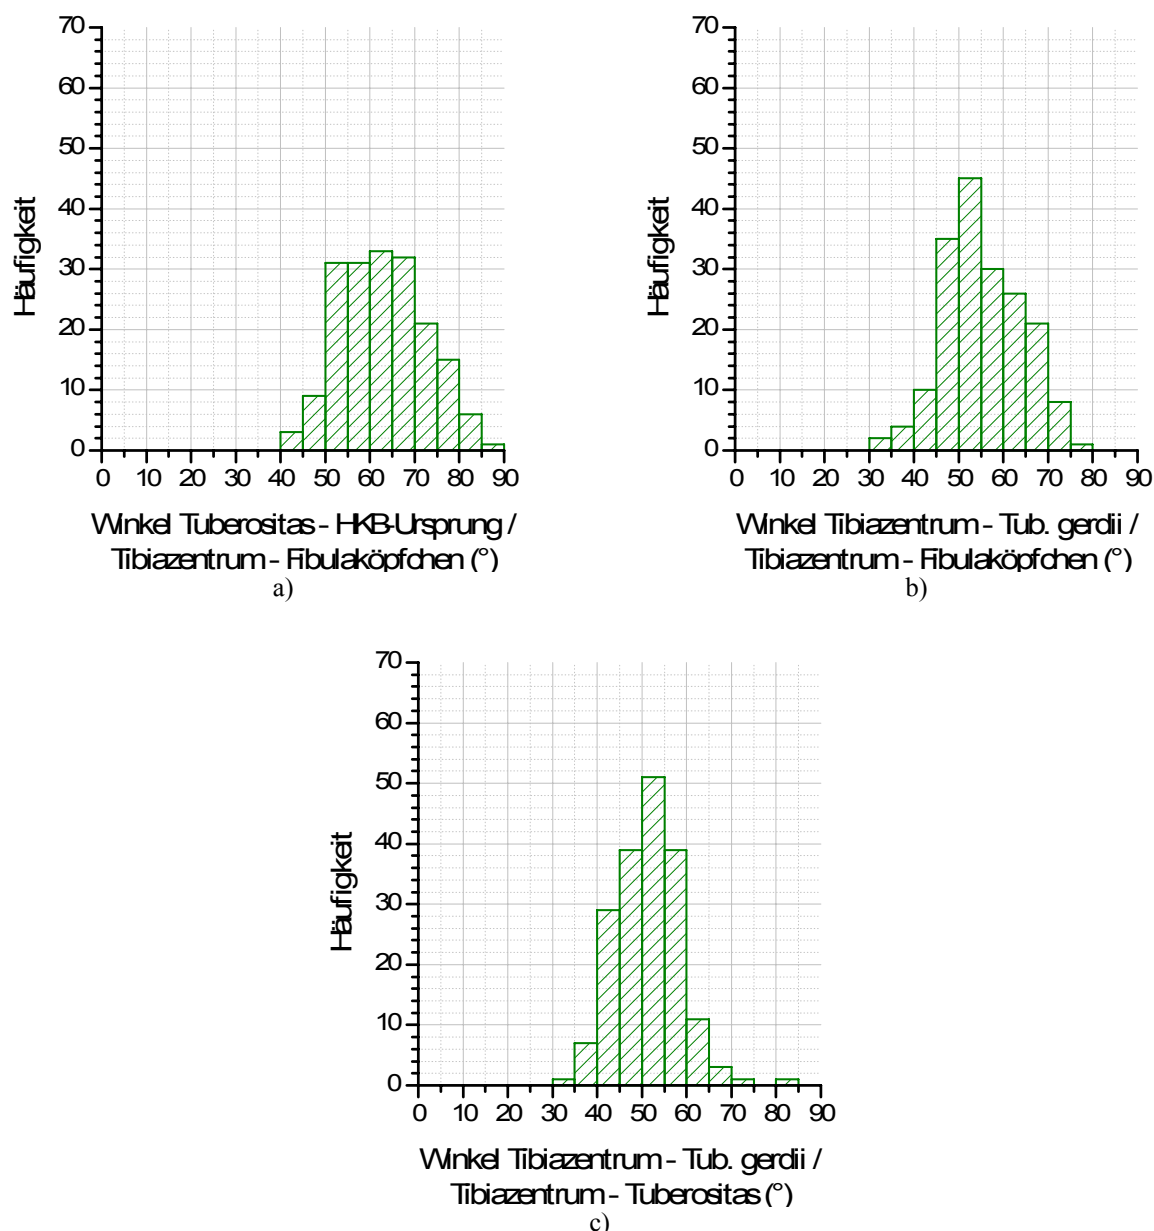 70
60
50
40
30
20
10
0
Häufigkeit
0 10 20 30 40 50 60 70 80 90
Winkel Tuberositas - HKB-Ursprung /
Tibiazentrum - Fibulaköpfchen (°)
a)
70
60
50
40
30
20
10
0
Häufigkeit
0 10 20 30 40 50 60 70 80 90
Winkel Tibiazentrum - Tub. gerdii /
Tibiazentrum - Fibulaköpfchen (°)
b)
70
60
50
40
30
20
10
0
Häufigkeit
0 10 20 30 40 50 60 70 80 90
Winkel Tibiazentrum - Tub. gerdii /
Tibiazentrum - Tuberositas (°)
c)